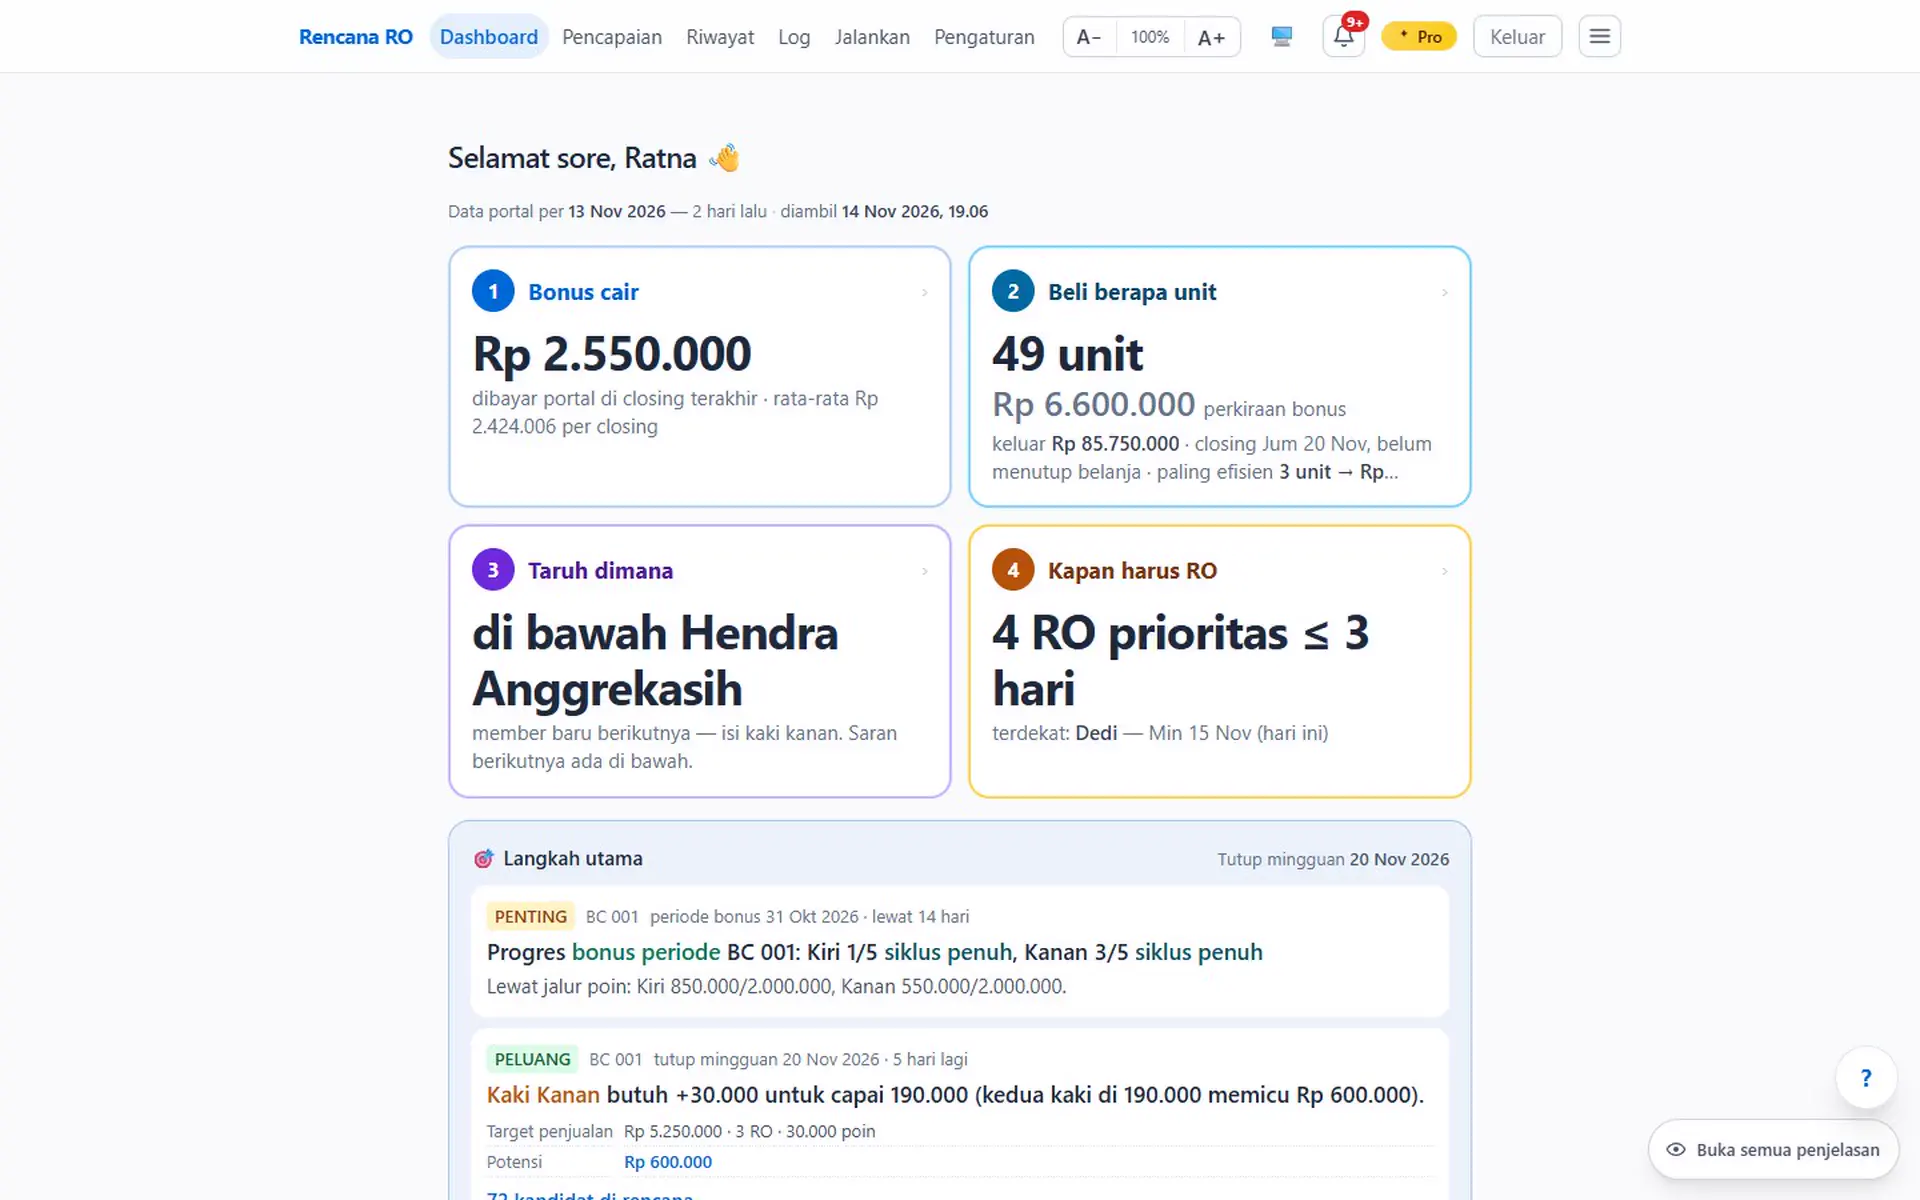 Rencana RO Dashboard Pencapaian Riwayat Log Jalankan Pengaturan A− 100% A+ 9+ Pro Keluar
Selamat sore, Ratna
Data portal per 13 Nov 2026 — 2 hari lalu · diambil 14 Nov 2026, 19.06
1 Bonus cair
Rp 2.550.000
dibayar portal di closing terakhir · rata-rata Rp
2.424.006 per closing
2 Beli berapa unit
49 unit
Rp 6.600.000 perkiraan bonus
keluar Rp 85.750.000 · closing Jum 20 Nov, belum
menutup belanja · paling efisien 3 unit → Rp...
3 Taruh dimana
di bawah Hendra
Anggrekasih
member baru berikutnya — isi kaki kanan. Saran
berikutnya ada di bawah.
4 Kapan harus RO
4 RO prioritas ≤ 3
hari
terdekat: Dedi — Min 15 Nov (hari ini)
Langkah utama Tutup mingguan 20 Nov 2026
PENTING BC 001 periode bonus 31 Okt 2026 · lewat 14 hari
Progres bonus periode BC 001: Kiri 1/5 siklus penuh, Kanan 3/5 siklus penuh
Lewat jalur poin: Kiri 850.000/2.000.000, Kanan 550.000/2.000.000.
PELUANG BC 001 tutup mingguan 20 Nov 2026 · 5 hari lagi
Kaki Kanan butuh +30.000 untuk capai 190.000 (kedua kaki di 190.000 memicu Rp 600.000).
Target penjualan Rp 5.250.000 · 3 RO · 30.000 poin
Potensi Rp 600.000
72 kandidat di rencana
?
Buka semua penjelasan